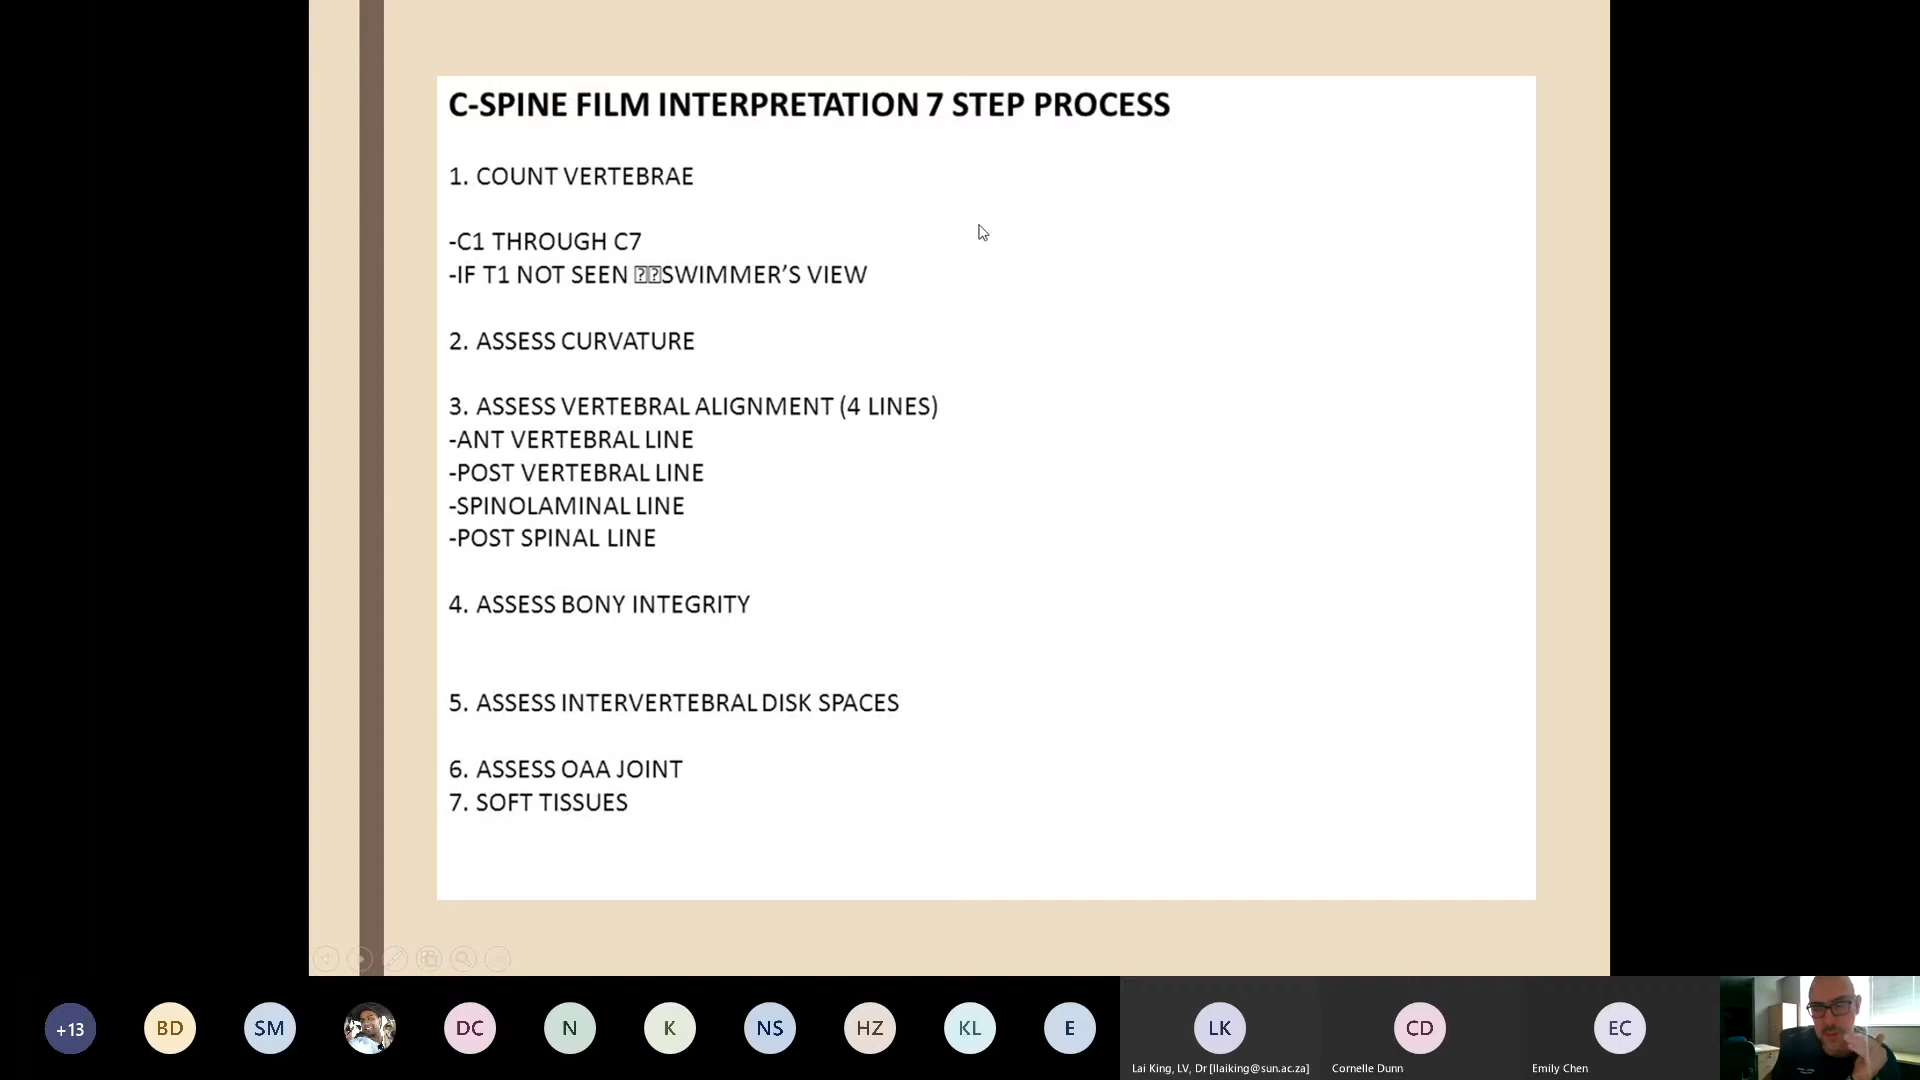 C-SPINE FILM INTERPRETATION 7 STEP PROCESS
1. COUNT VERTEBRAE
-C1 THROUGH C7
-IF T1 NOT SEEN ⍰⍰SWIMMER’S VIEW
2. ASSESS CURVATURE
3. ASSESS VERTEBRAL ALIGNMENT (4 LINES)
-ANT VERTEBRAL LINE
-POST VERTEBRAL LINE
-SPINOLAMINAL LINE
-POST SPINAL LINE
4. ASSESS BONY INTEGRITY
5. ASSESS INTERVERTEBRAL DISK SPACES
6. ASSESS OAA JOINT
7. SOFT TISSUES
+13
BD
SM
DC
N
K
NS
HZ
KL
E
LK
CD
EC
Lai King, LV, Dr [llaiking@sun.ac.za]
Cornelle Dunn
Emily Chen